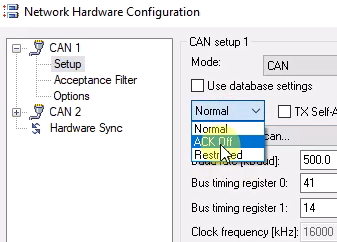 Network Hardware Configuration
CAN 1
Setup
Acceptance Filter
Options
CAN 2
Hardware Sync
CAN setup 1
Mode:
CAN
Use database settings
Normal
TX Self-A
Normal
ACK Off
Restricted
can...
Baud rate [kBaud]:
500.0
Bus timing register 0:
41
Bus timing register 1:
14
Clock frequency [kHz]:
16000